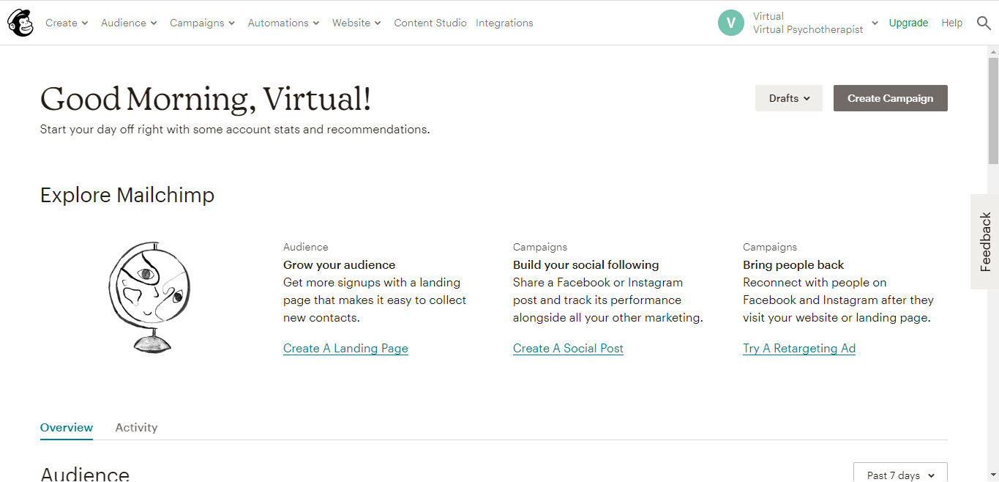 Create Audience Campaigns Automations Website Content Studio Integrations
V
Virtual
Virtual Psychotherapist
Upgrade Help
Good Morning, Virtual!
Start your day off right with some account stats and recommendations.
Drafts Create Campaign
Explore Mailchimp
Audience
Grow your audience
Get more signups with a landing
page that makes it easy to collect
new contacts.
Create A Landing Page
Campaigns
Build your social following
Share a Facebook or Instagram
post and track its performance
alongside all your other marketing.
Create A Social Post
Campaigns
Bring people back
Reconnect with people on
Facebook and Instagram after they
visit your website or landing page.
Try A Retargeting Ad
Feedback
Overview Activity
Audience
Past 7 days